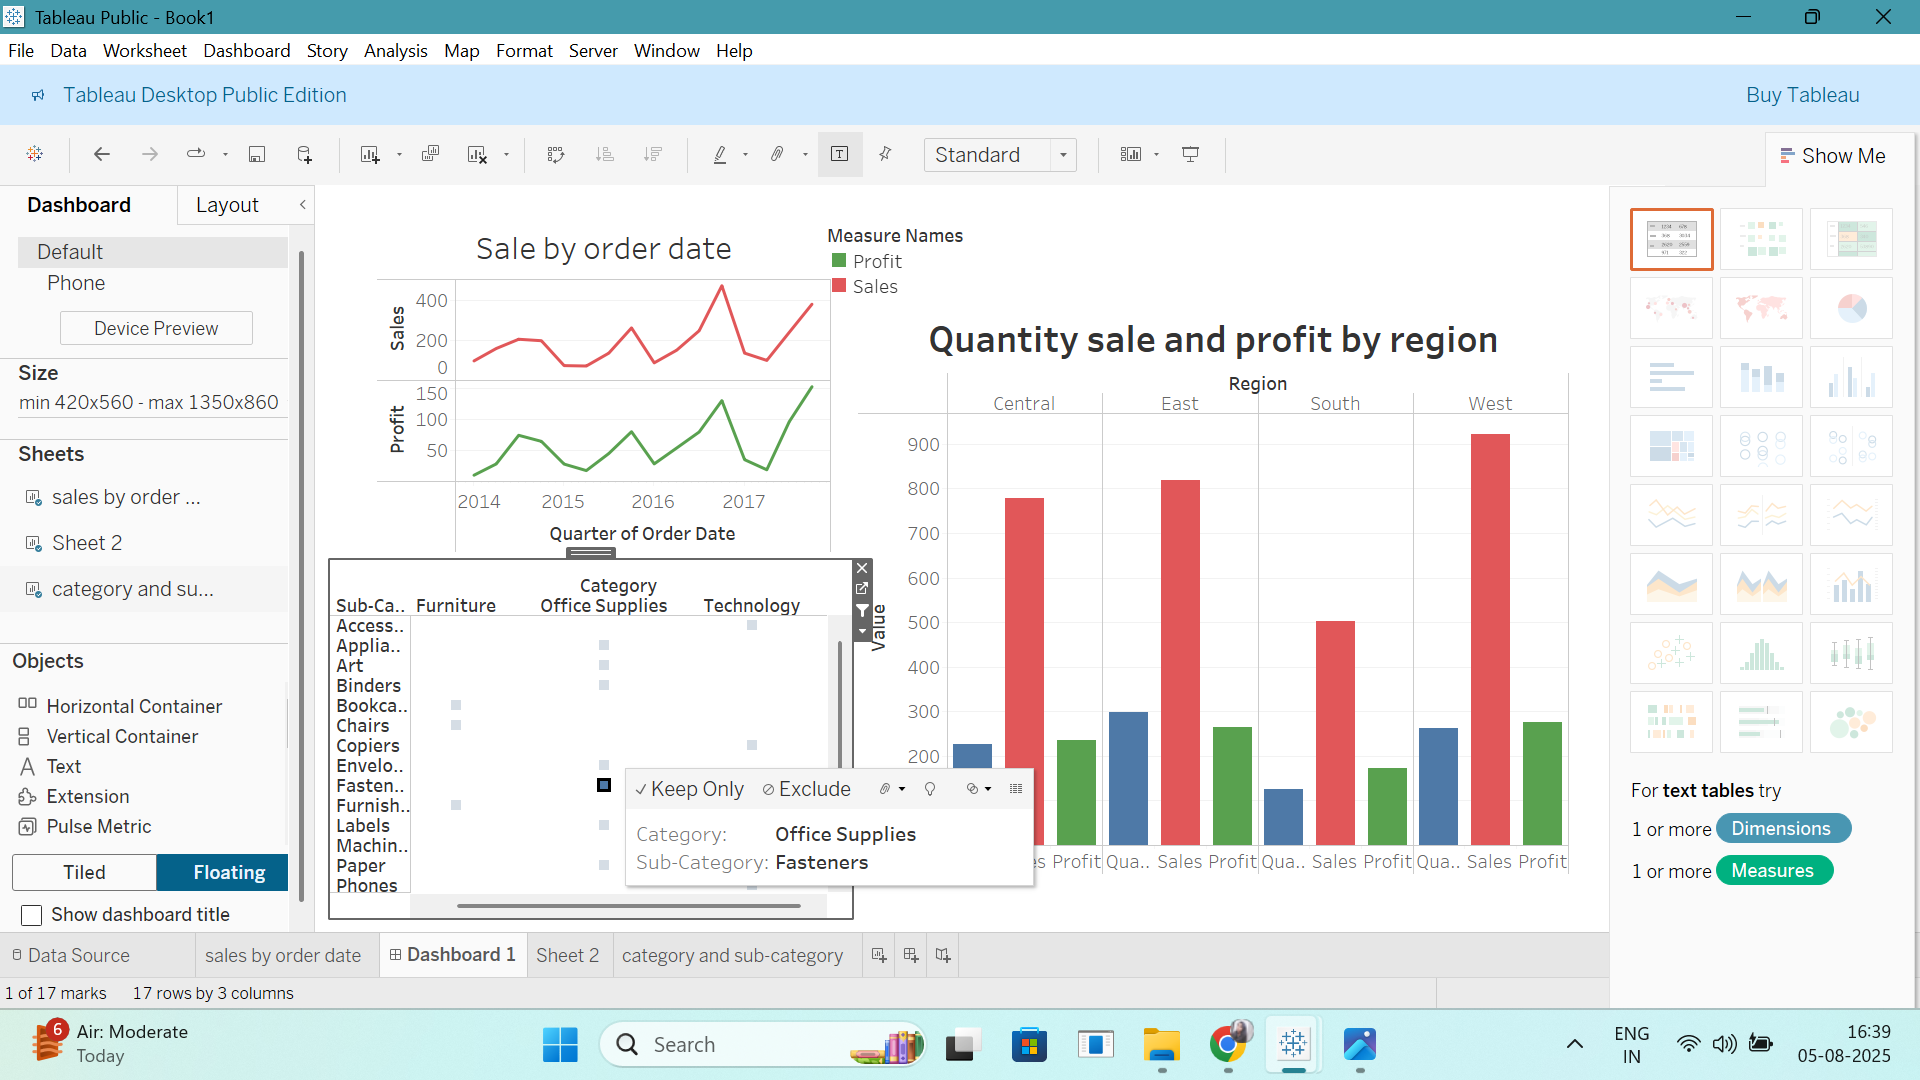 Tableau Public - Book1
File Data Worksheet Dashboard Story Analysis Map Format Server Window Help
Tableau Desktop Public Edition
Buy Tableau
Standard
Show Me
Dashboard
Layout
Default
Phone
Device Preview
Size
min 420x560 - max 1350x860
Sheets
sales by order ...
Sheet 2
category and su...
Objects
Horizontal Container
Vertical Container
Text
Extension
Pulse Metric
Tiled
Floating
Show dashboard title
Sale by order date
Sales
400
200
0
Profit
150
100
50
2014 2015 2016 2017
Quarter of Order Date
Measure Names
Profit
Sales
Quantity sale and profit by region
Region
Central East South West
Value
900
800
700
600
500
400
300
200
es Profit Qua.. Sales Profit Qua.. Sales Profit Qua.. Sales Profit
Category
Sub-Ca.. Furniture Office Supplies Technology
Access..
Applia..
Art
Binders
Bookca..
Chairs
Copiers
Envelo..
Fasten..
Furnish..
Labels
Machin..
Paper
Phones
Keep Only Exclude
Category: Office Supplies
Sub-Category: Fasteners
For text tables try
1 or more Dimensions
1 or more Measures
Data Source
sales by order date
Dashboard 1
Sheet 2
category and sub-category
1 of 17 marks 17 rows by 3 columns
6
Air: Moderate
Today
Search
ENG
IN
16:39
05-08-2025